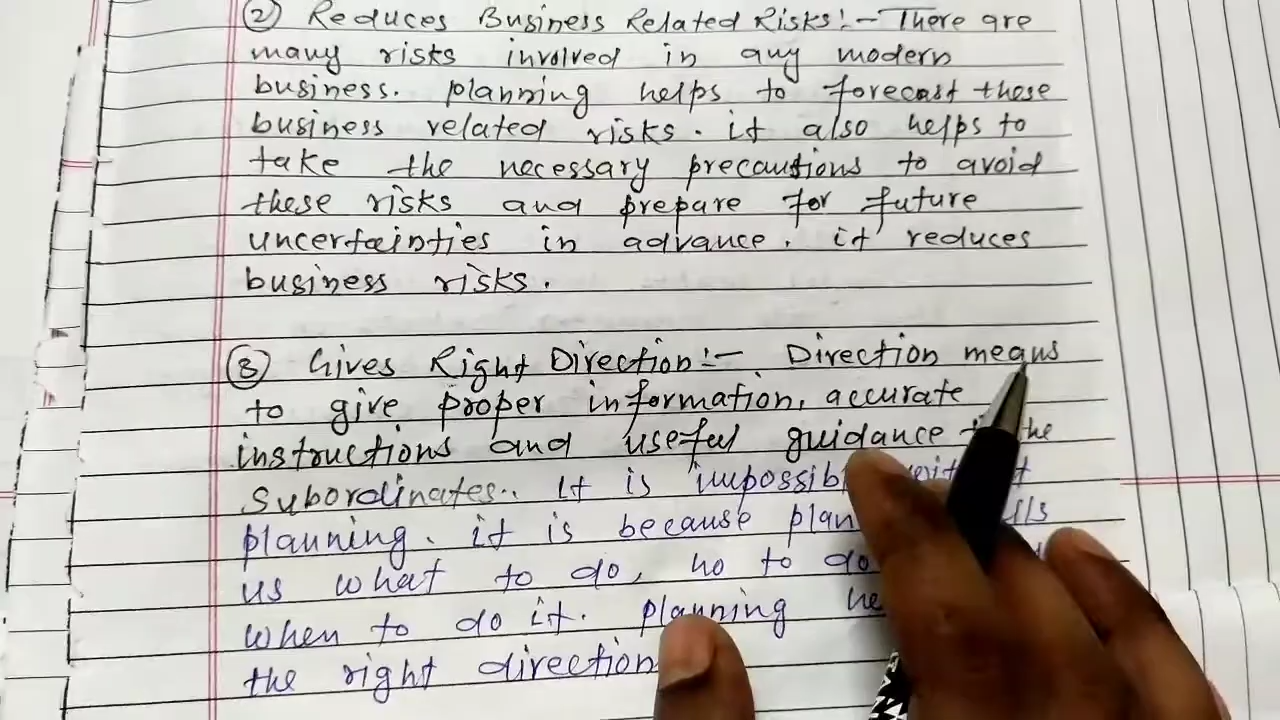 ② Reduces Business Related Risks:- There are
many risks involved in any modern
business. planning helps to forecast these
business related risks. it also helps to
take the necessary precautions to avoid
these risks and prepare for future
uncertainties in advance. it reduces
business risks.
③ Gives Right Direction:- Direction means
to give proper information, accurate
instructions and useful guidance the
subordinates.. It is
planning. it is because
us what to do, ho to do
when to do it. planning
the right direction